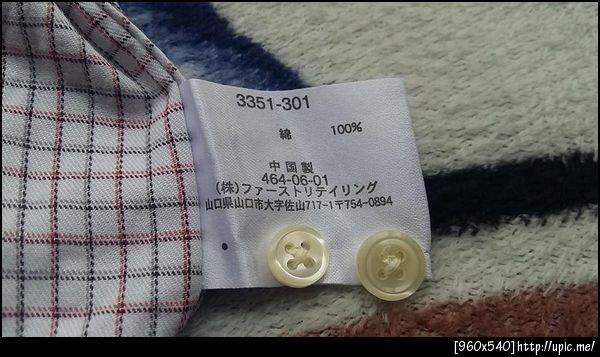 3351-301
綿 100%
中国製
464-06-01
(株)ファーストリテイリング
山口県山口市大字佐山717-1〒754-0894
[960x540]http://upic.me/